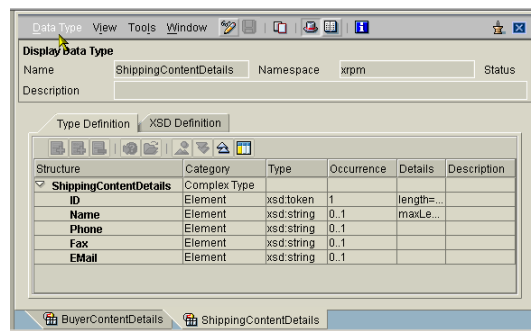 Data Type View Tools Window
Display Data Type
Name ShippingContentDetails Namespace xrpm Status
Description
Type Definition XSD Definition
Structure Category Type Occurrence Details Description
ShippingContentDetails Complex Type
ID Element xsd:token 1 length=...
Name Element xsd:string 0..1 maxLe...
Phone Element xsd:string 0..1
Fax Element xsd:string 0..1
EMail Element xsd:string 0..1
BuyerContentDetails ShippingContentDetails